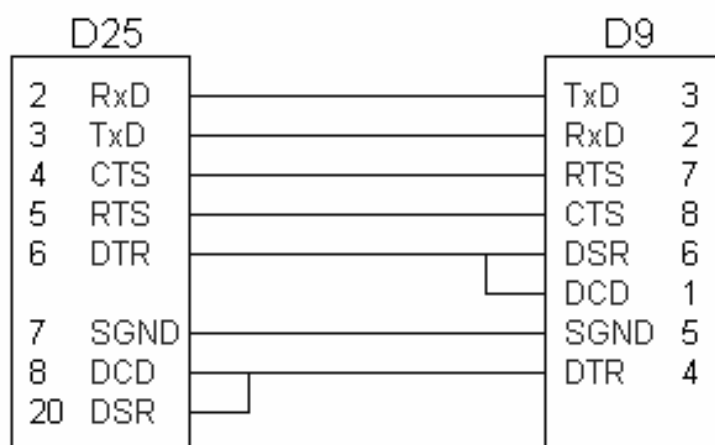 D25 D9
2 RxD TxD 3
3 TxD RxD 2
4 CTS RTS 7
5 RTS CTS 8
6 DTR DSR 6
DCD 1
7 SGND SGND 5
8 DCD DTR 4
20 DSR